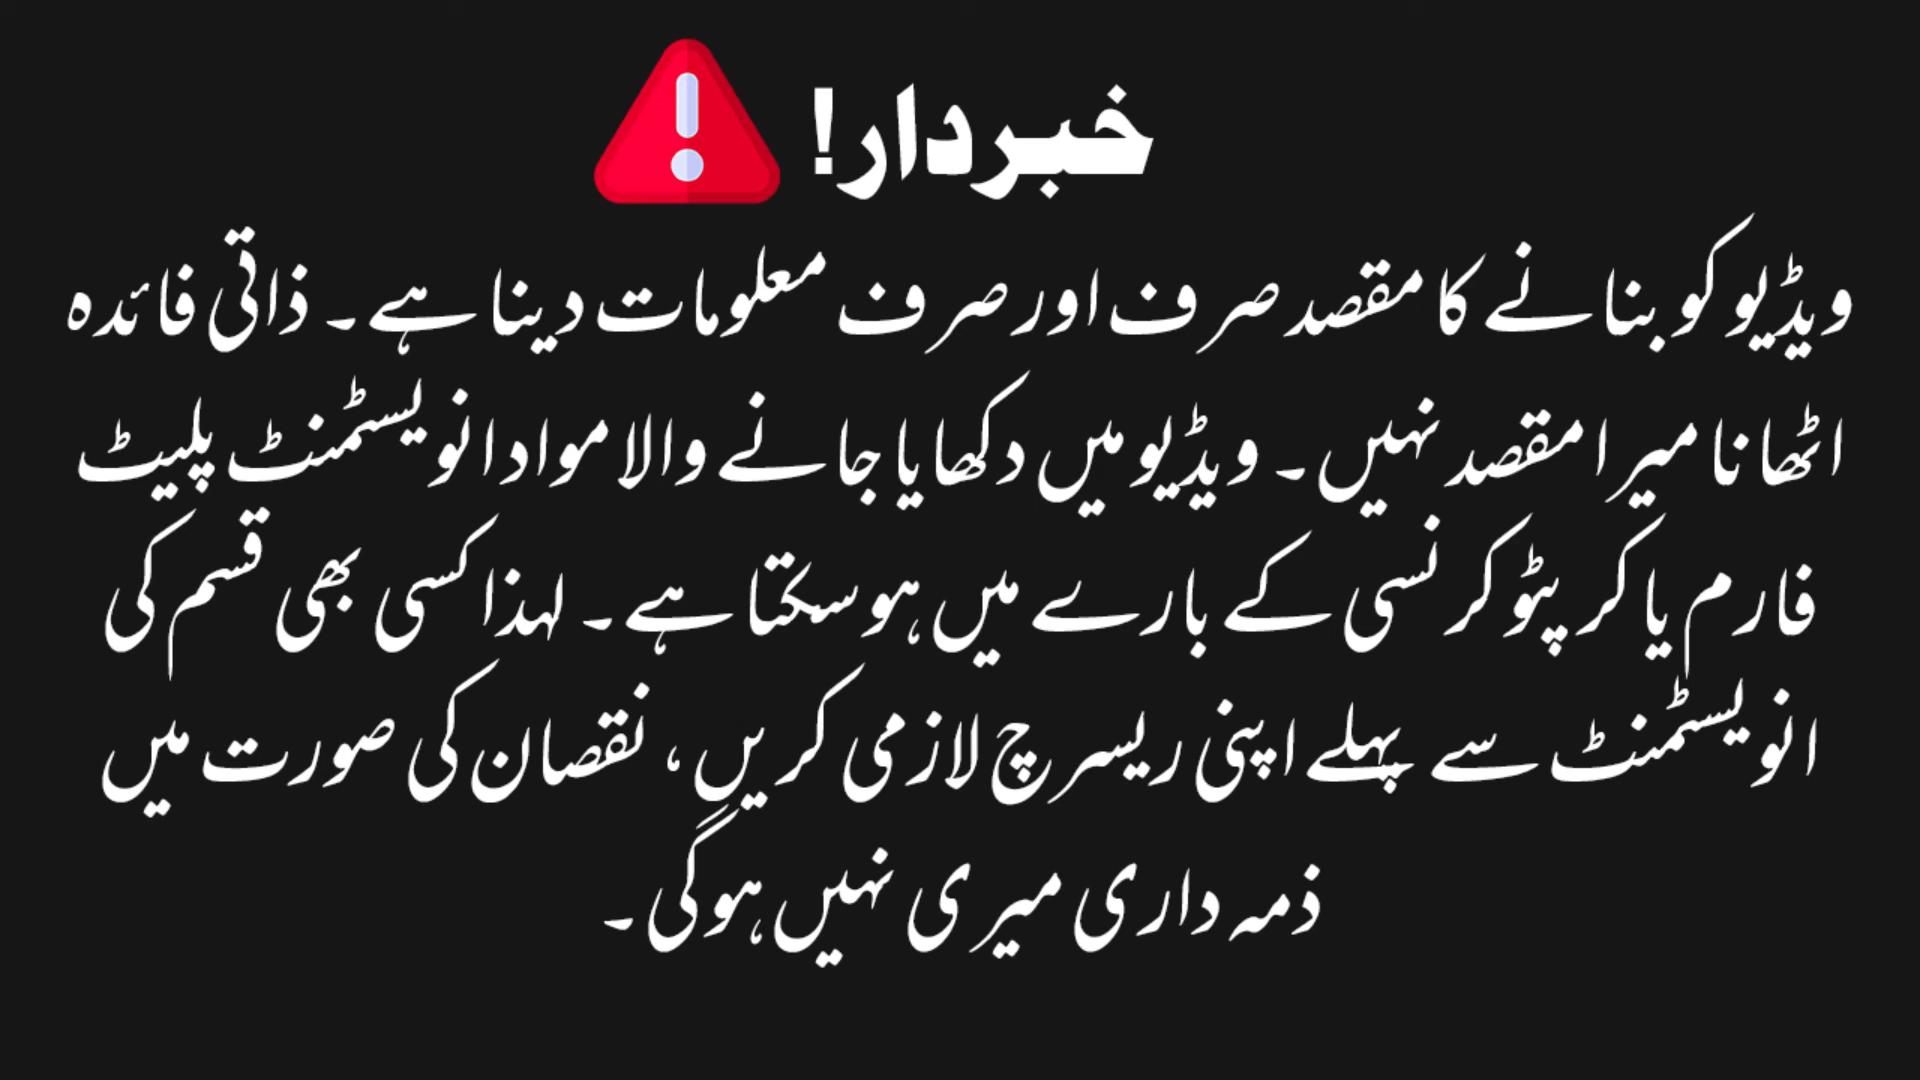 خبردار!
ویڈیو کو بنانے کا مقصد صرف اور صرف معلومات دینا ہے۔ ذاتی فائدہ
اٹھانا میرا مقصد نہیں۔ ویڈیو میں دکھایا جانے والا مواد انویسٹمنٹ پلیٹ
فارم یا کرپٹو کرنسی کے بارے میں ہو سکتا ہے۔ لہذا کسی بھی قسم کی
انویسٹمنٹ سے پہلے اپنی ریسرچ لازمی کریں، نقصان کی صورت میں
ذمہ داری میری نہیں ہوگی۔